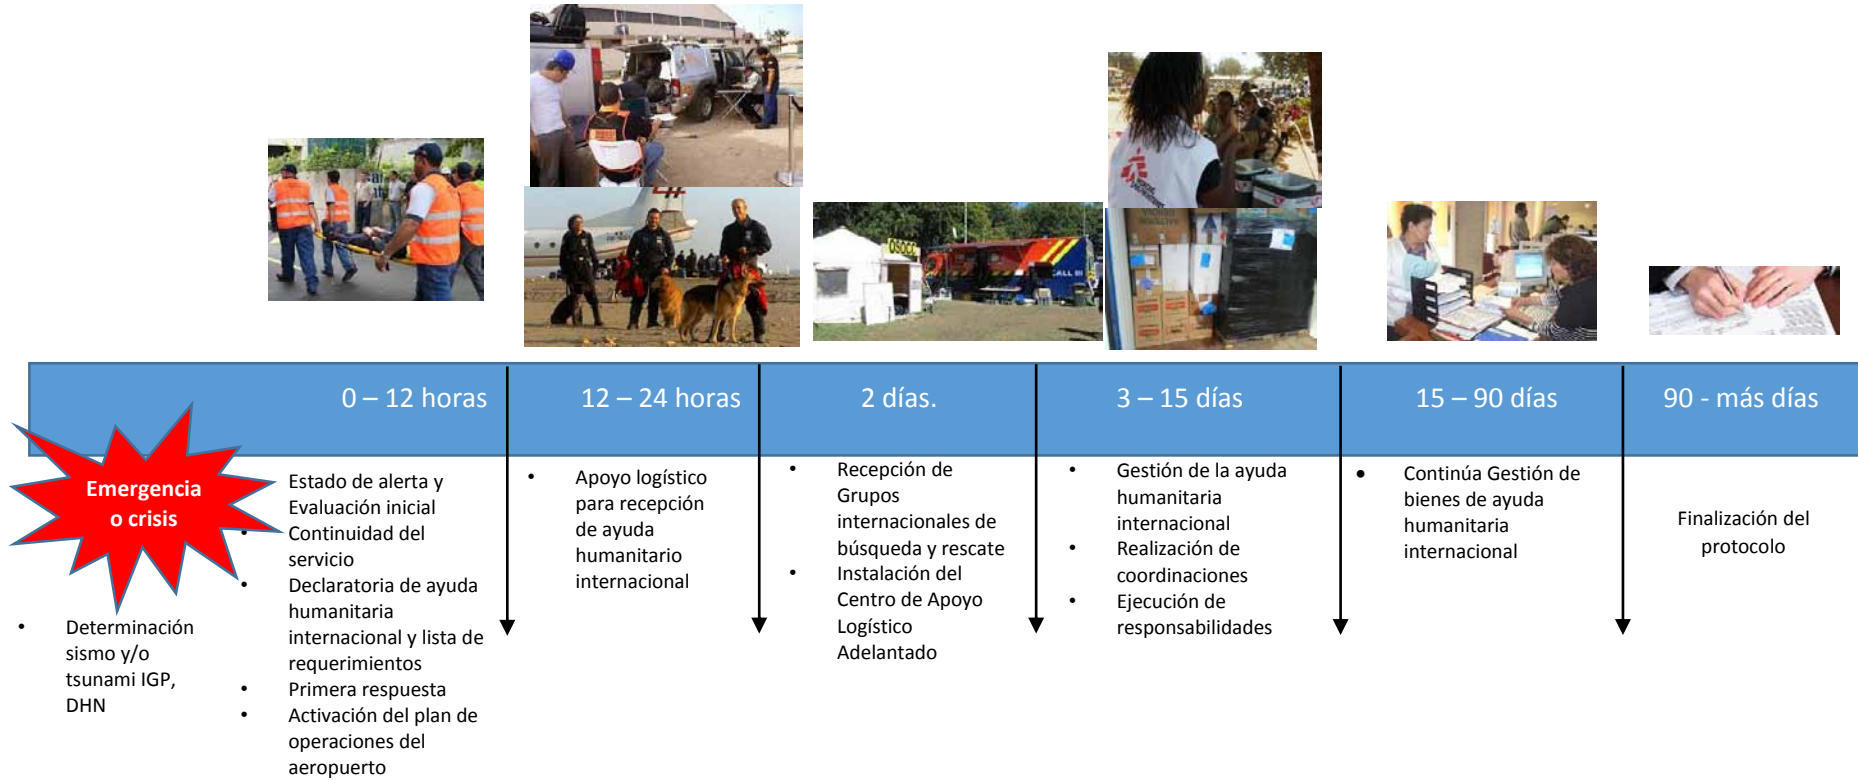 OSOCC
CALL III
0 – 12 horas
12 – 24 horas
2 días.
3 – 15 días
15 – 90 días
90 - más días
Emergencia
o crisis
• Determinación
sismo y/o
tsunami IGP,
DHN
Estado de alerta y
Evaluación inicial
• Continuidad del
servicio
• Declaratoria de ayuda
humanitaria
internacional y lista de
requerimientos
• Primera respuesta
• Activación del plan de
operaciones del
aeropuerto
• Apoyo logístico
para recepción
de ayuda
humanitario
internacional
• Recepción de
Grupos
internacionales de
búsqueda y rescate
• Instalación del
Centro de Apoyo
Logístico
Adelantado
• Gestión de la ayuda
humanitaria
internacional
• Realización de
coordinaciones
• Ejecución de
responsabilidades
• Continúa Gestión de
bienes de ayuda
humanitaria
internacional
Finalización del
protocolo